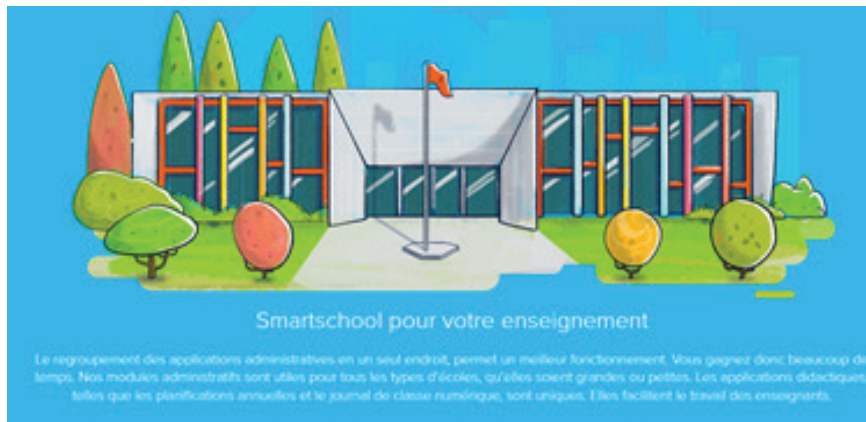 Smartschool pour votre enseignement
Le regroupement des applications administratives en un seul endroit, permet un meilleur fonctionnement. Vous gagnez donc beaucoup de
temps. Nos modules administratifs sont utiles pour tous les types d'écoles, qu'elles soient grandes ou petites. Les applications didactiques
telles que les planifications annuelles et le journal de classe numérique, sont uniques. Elles facilitent le travail des enseignants.